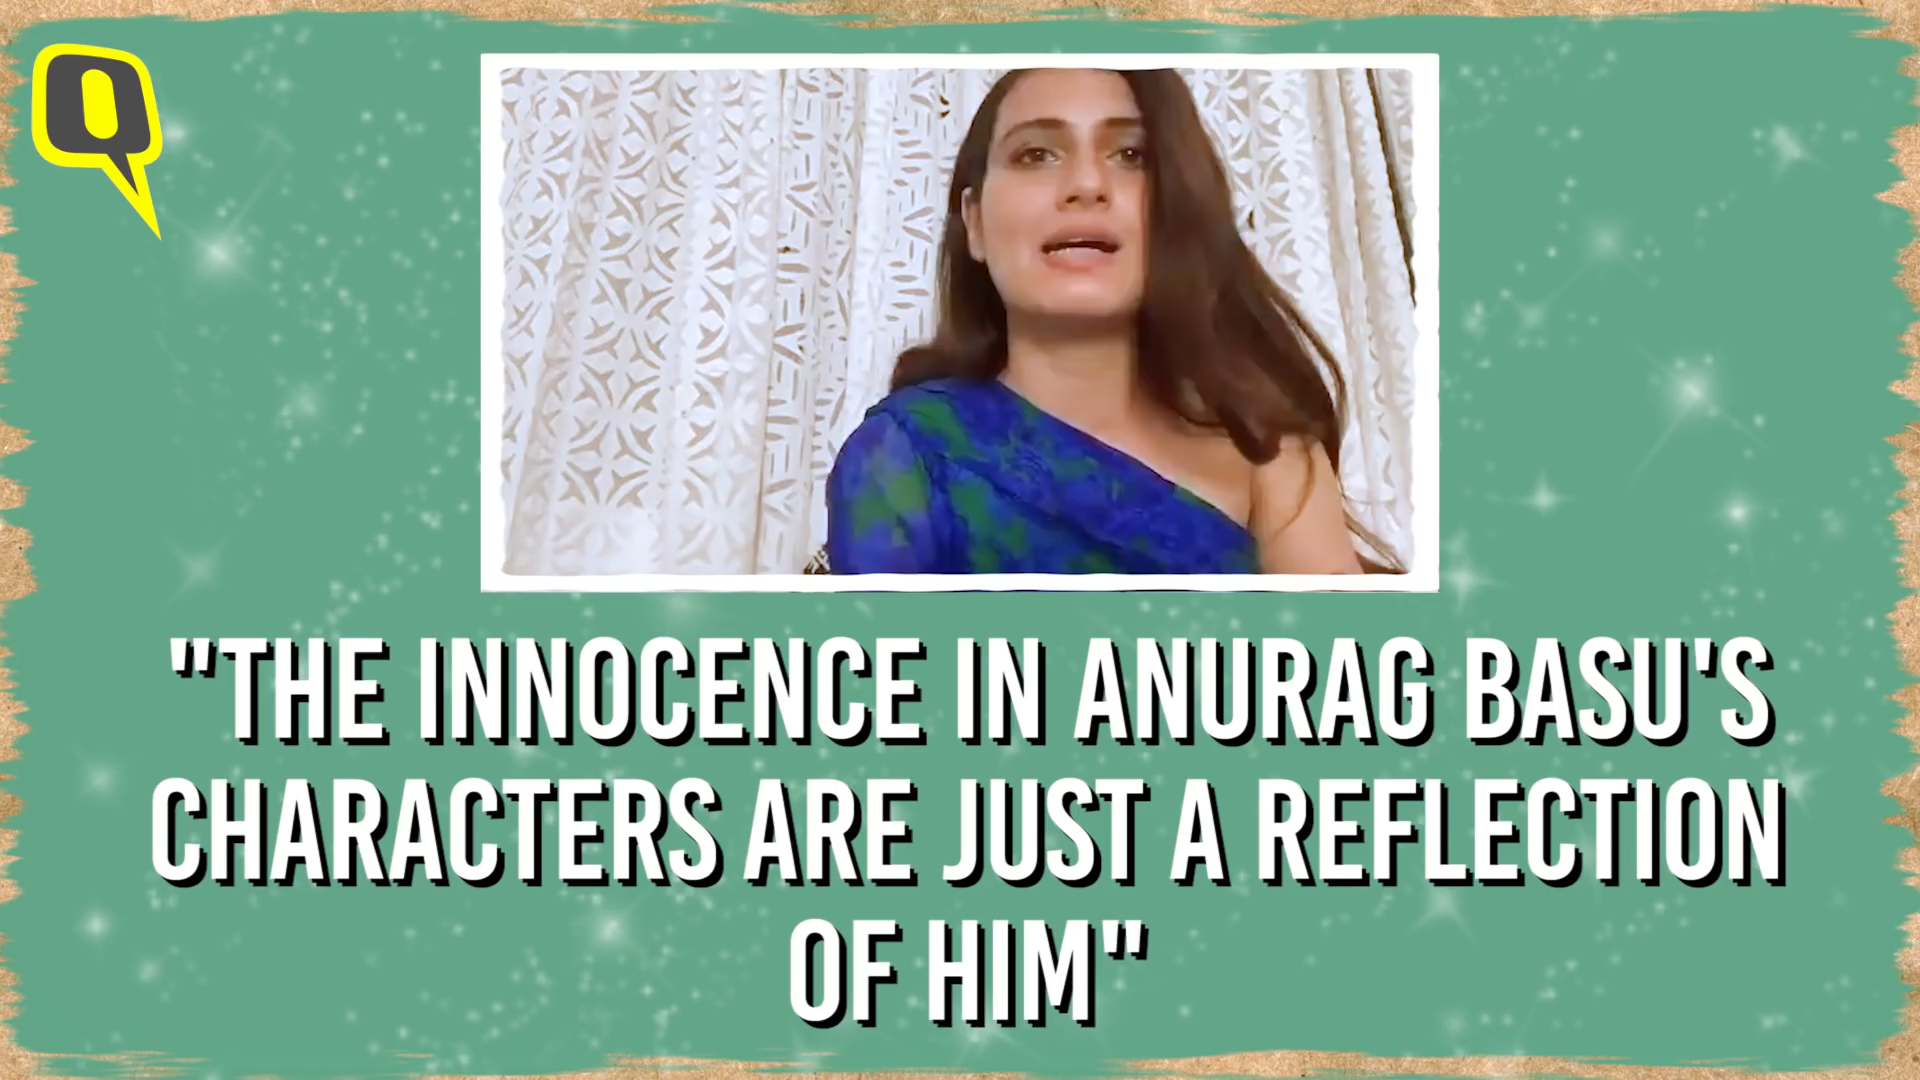 Q
"THE INNOCENCE IN ANURAG BASU'S
CHARACTERS ARE JUST A REFLECTION
OF HIM"